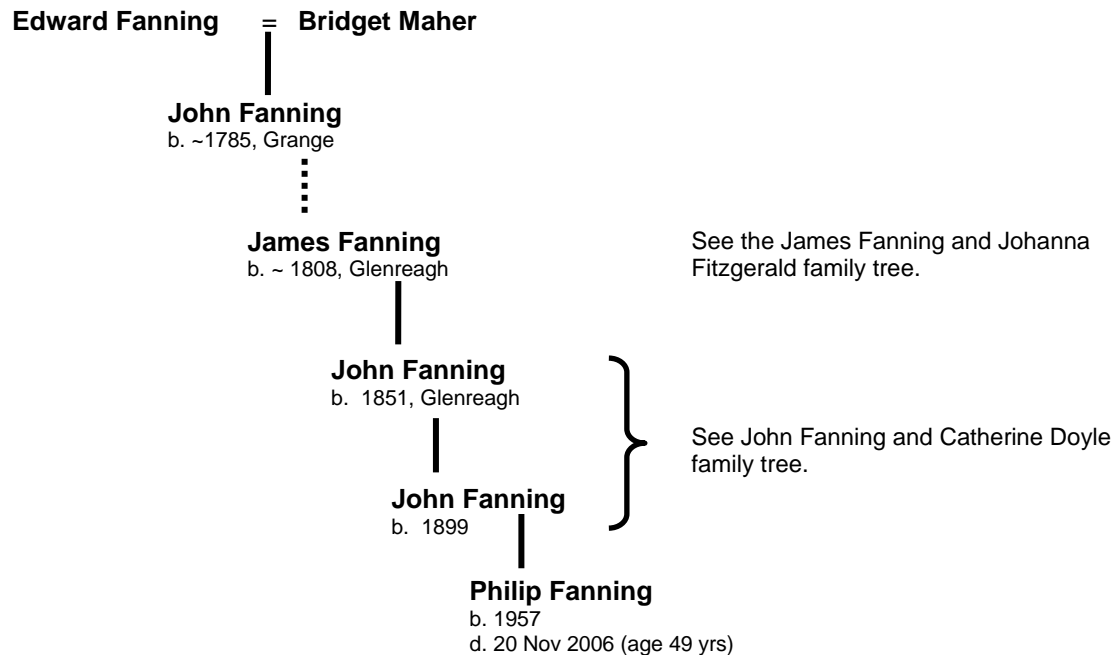 Edward Fanning = Bridget Maher
John Fanning
b. ~1785, Grange
James Fanning
b. ~ 1808, Glenreagh
See the James Fanning and Johanna
Fitzgerald family tree.
John Fanning
b. 1851, Glenreagh
See John Fanning and Catherine Doyle
family tree.
John Fanning
b. 1899
Philip Fanning
b. 1957
d. 20 Nov 2006 (age 49 yrs)